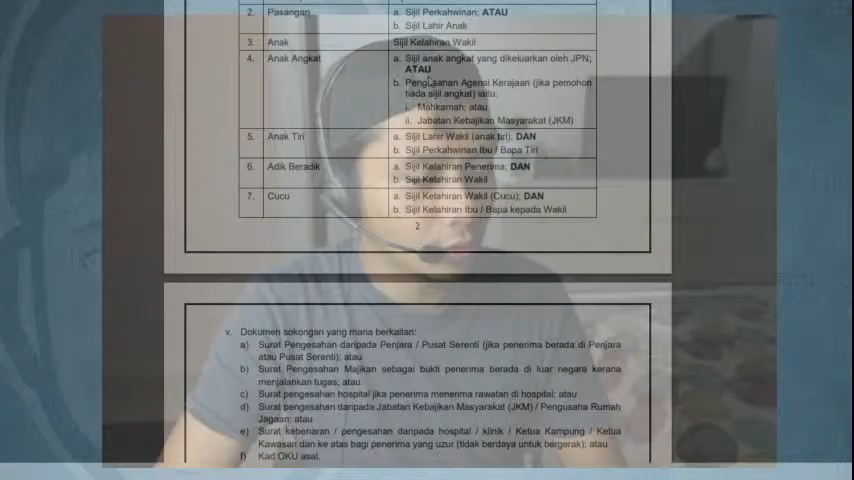 2. Pasangan a. Sijil Perkahwinan; ATAU
b. Sijil Lahir Anak
3. Anak Sijil Kelahiran Wakil
4. Anak Angkat a. Sijil anak angkat yang dikeluarkan oleh JPN;
ATAU
b. Pengesahan Agensi Kerajaan (jika pemohon
tiada sijil angkat) iaitu:
i. Mahkamah; atau
ii. Jabatan Kebajikan Masyarakat (JKM)
5. Anak Tiri a. Sijil Lahir Wakil (anak tiri); DAN
b. Sijil Perkahwinan Ibu / Bapa Tiri
6. Adik Beradik a. Sijil Kelahiran Penerima; DAN
b. Sijil Kelahiran Wakil
7. Cucu a. Sijil Kelahiran Wakil (Cucu); DAN
b. Sijil Kelahiran Ibu / Bapa kepada Wakil
2
v. Dokumen sokongan yang mana berkaitan:
a) Surat Pengesahan daripada Penjara / Pusat Serenti (jika penerima berada di Penjara
atau Pusat Serenti); atau
b) Surat Pengesahan Majikan sebagai bukti penerima berada di luar negara kerana
menjalankan tugas; atau
c) Surat pengesahan hospital jika penerima menerima rawatan di hospital; atau
d) Surat pengesahan daripada Jabatan Kebajikan Masyarakat (JKM) / Pengusaha Rumah
Jagaan; atau
e) Surat kebenaran / pengesahan daripada hospital / klinik / Ketua Kampung / Ketua
Kawasan dan ke atas bagi penerima yang uzur (tidak berdaya untuk bergerak); atau
f) Kad OKU asal.